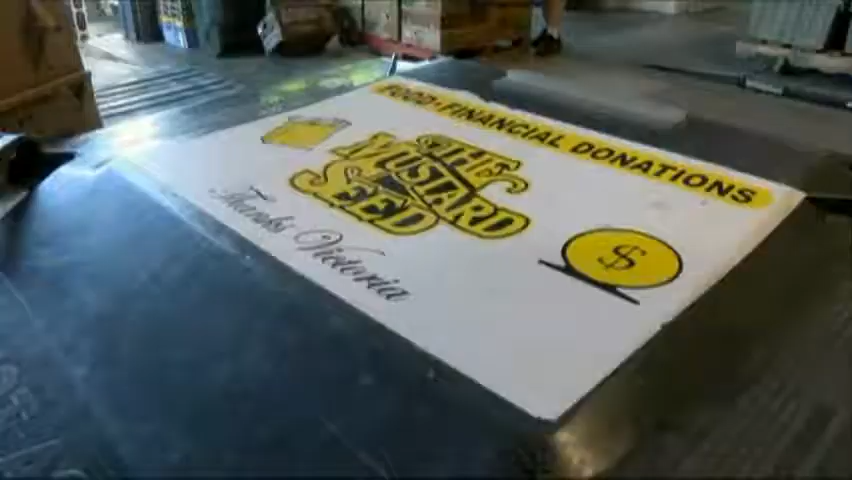 FOOD-FINANCIAL DONATIONS
THE
MUSTARD
SEED
$
Thanks Victoria